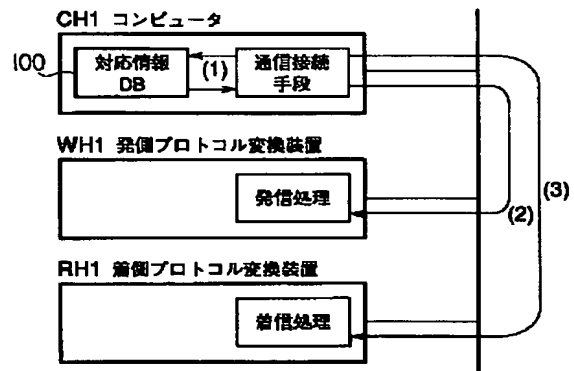 CH1 コンピュータ
100
対応情報
DB
(1)
通信接続
手段
WH1 発側プロトコル変換装置
発信処理
(2)
(3)
RH1 着側プロトコル変換装置
着信処理